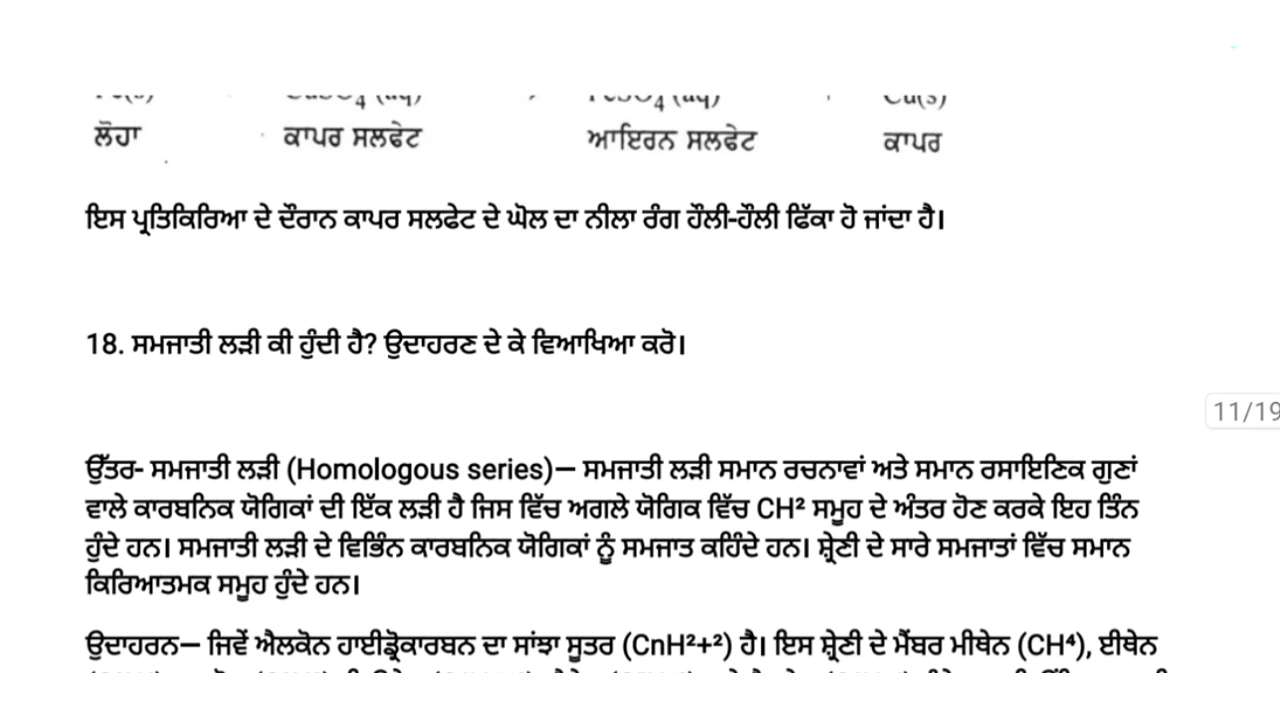 ਲੋਹਾ ਕਾਪਰ ਸਲਫੇਟ ਆਇਰਨ ਸਲਫੇਟ ਕਾਪਰ
ਇਸ ਪ੍ਰਤਿਕਿਰਿਆ ਦੇ ਦੌਰਾਨ ਕਾਪਰ ਸਲਫੇਟ ਦੇ ਘੋਲ ਦਾ ਨੀਲਾ ਰੰਗ ਹੌਲੀ-ਹੌਲੀ ਫਿੱਕਾ ਹੋ ਜਾਂਦਾ ਹੈ।
18. ਸਮਜਾਤੀ ਲੜੀ ਕੀ ਹੁੰਦੀ ਹੈ? ਉਦਾਹਰਣ ਦੇ ਕੇ ਵਿਆਖਿਆ ਕਰੋ।
11/19
ਉੱਤਰ- ਸਮਜਾਤੀ ਲੜੀ (Homologous series)— ਸਮਜਾਤੀ ਲੜੀ ਸਮਾਨ ਰਚਨਾਵਾਂ ਅਤੇ ਸਮਾਨ ਰਸਾਇਣਿਕ ਗੁਣਾਂ
ਵਾਲੇ ਕਾਰਬਨਿਕ ਯੋਗਿਕਾਂ ਦੀ ਇੱਕ ਲੜੀ ਹੈ ਜਿਸ ਵਿੱਚ ਅਗਲੇ ਯੋਗਿਕ ਵਿੱਚ CH² ਸਮੂਹ ਦੇ ਅੰਤਰ ਹੋਣ ਕਰਕੇ ਇਹ ਤਿੰਨ
ਹੁੰਦੇ ਹਨ। ਸਮਜਾਤੀ ਲੜੀ ਦੇ ਵਿਭਿੰਨ ਕਾਰਬਨਿਕ ਯੋਗਿਕਾਂ ਨੂੰ ਸਮਜਾਤ ਕਹਿੰਦੇ ਹਨ। ਸ਼੍ਰੇਣੀ ਦੇ ਸਾਰੇ ਸਮਜਾਤਾਂ ਵਿੱਚ ਸਮਾਨ
ਕਿਰਿਆਤਮਕ ਸਮੂਹ ਹੁੰਦੇ ਹਨ।
ਉਦਾਹਰਨ— ਜਿਵੇਂ ਐਲਕੋਨ ਹਾਈਡ੍ਰੋਕਾਰਬਨ ਦਾ ਸਾਂਝਾ ਸੂਤਰ (CnH²+²) ਹੈ। ਇਸ ਸ਼੍ਰੇਣੀ ਦੇ ਮੈਂਬਰ ਮੀਥੇਨ (CH⁴), ਈਥੇਨ